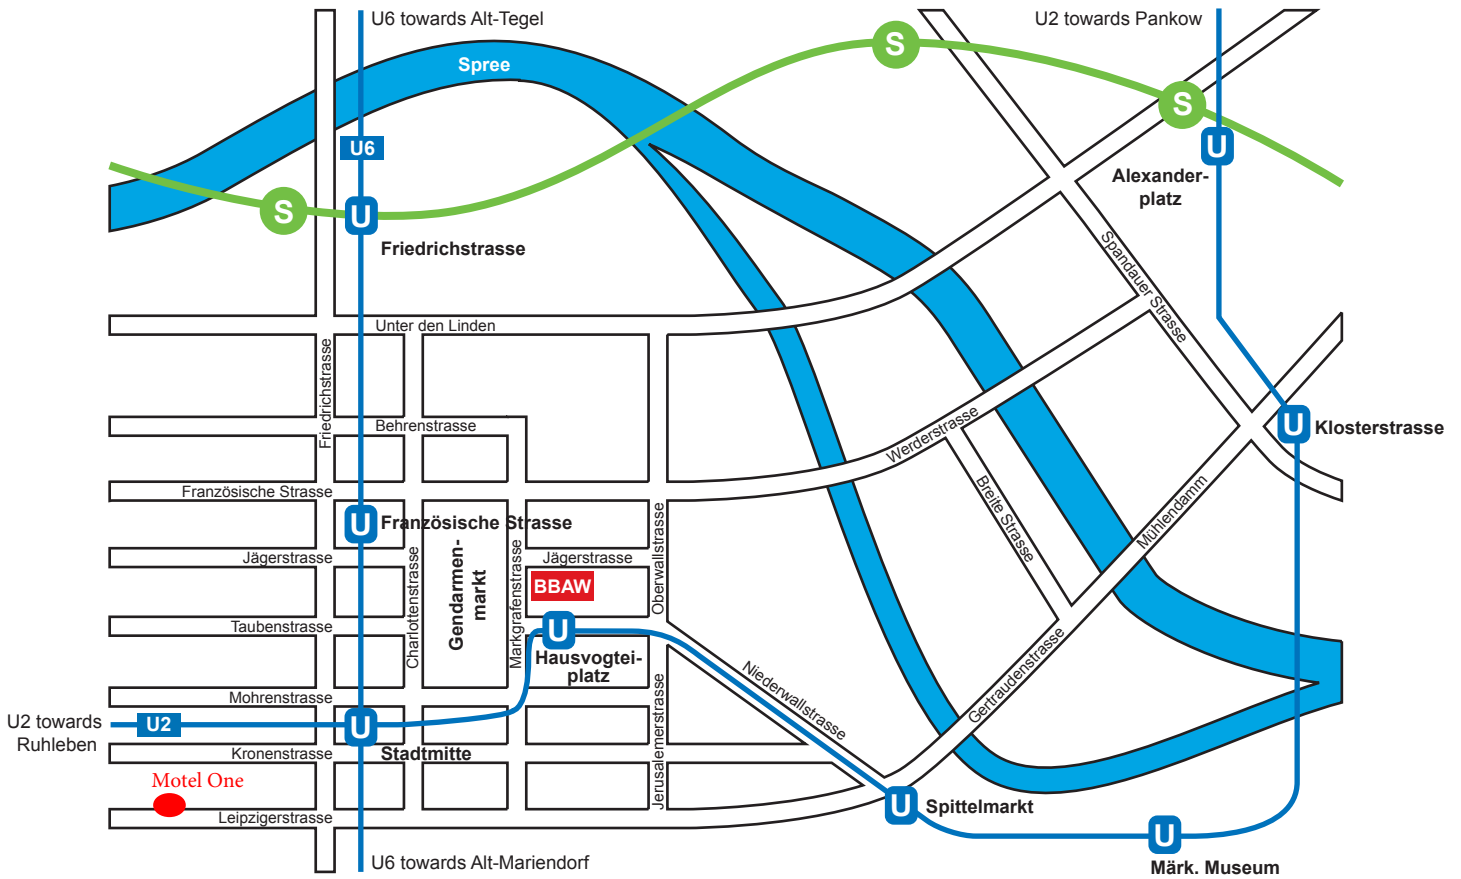 U6 towards Alt-Tegel
U2 towards Pankow
S
Spree
S
U6
U
Alexander-
platz
S
U
Friedrichstrasse
Spandauer Strasse
Unter den Linden
Friedrichstrasse
Behrenstrasse
Werderstrasse
U
Klosterstrasse
Französische Strasse
U
Französische Strasse
Breite Strasse
Mühlendamm
Oberwallstrasse
Jägerstrasse
Charlottenstrasse
Gendarmen-
markt
Markgrafenstrasse
Jägerstrasse
BBAW
Taubenstrasse
U
Hausvogtei-
platz
Niederwallstrasse
Gertraudenstrasse
Mohrenstrasse
Jerusalemerstrasse
U2 towards
Ruhleben
U2
U
Stadtmitte
Kronenstrasse
Motel One
Leipzigerstrasse
U
Spittelmarkt
U
Märk. Museum
U6 towards Alt-Mariendorf